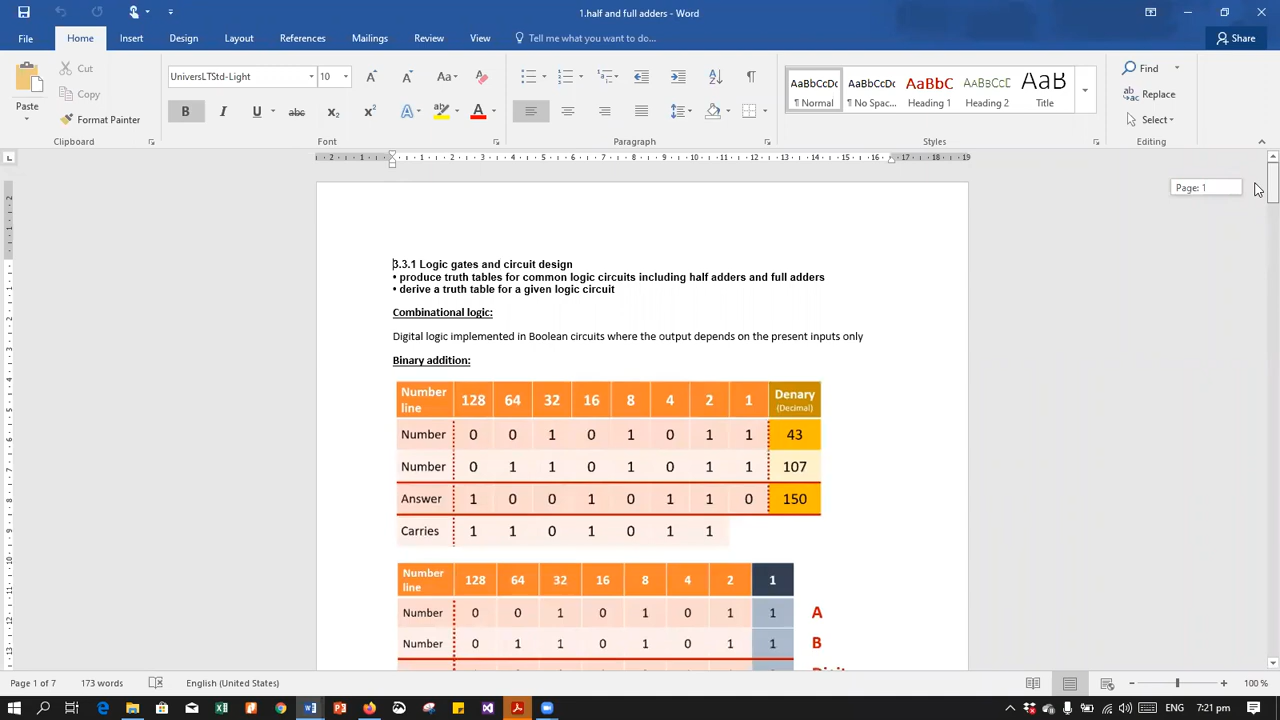 1.half and full adders - Word
File Home Insert Design Layout References Mailings Review View Tell me what you want to do... Share
Paste
Cut
Copy
Format Painter
Clipboard
UniversLTStd-Light 10
Font
Paragraph
AaBbCcDc AaBbCcDc AaBbC AaBbCcD AaB
¶ Normal ¶ No Spac... Heading 1 Heading 2 Title
Styles
Find
Replace
Select
Editing
Page: 1
3.3.1 Logic gates and circuit design
• produce truth tables for common logic circuits including half adders and full adders
• derive a truth table for a given logic circuit
Combinational logic:
Digital logic implemented in Boolean circuits where the output depends on the present inputs only
Binary addition:
Number line 128 64 32 16 8 4 2 1 Denary (Decimal)
Number 0 0 1 0 1 0 1 1 43
Number 0 1 1 0 1 0 1 1 107
Answer 1 0 0 1 0 1 1 0 150
Carries 1 1 0 1 0 1 1
Number line 128 64 32 16 8 4 2 1
Number 0 0 1 0 1 0 1 1 A
Number 0 1 1 0 1 0 1 1 B
Page 1 of 7 173 words English (United States) 100 %
ENG 7:21 pm